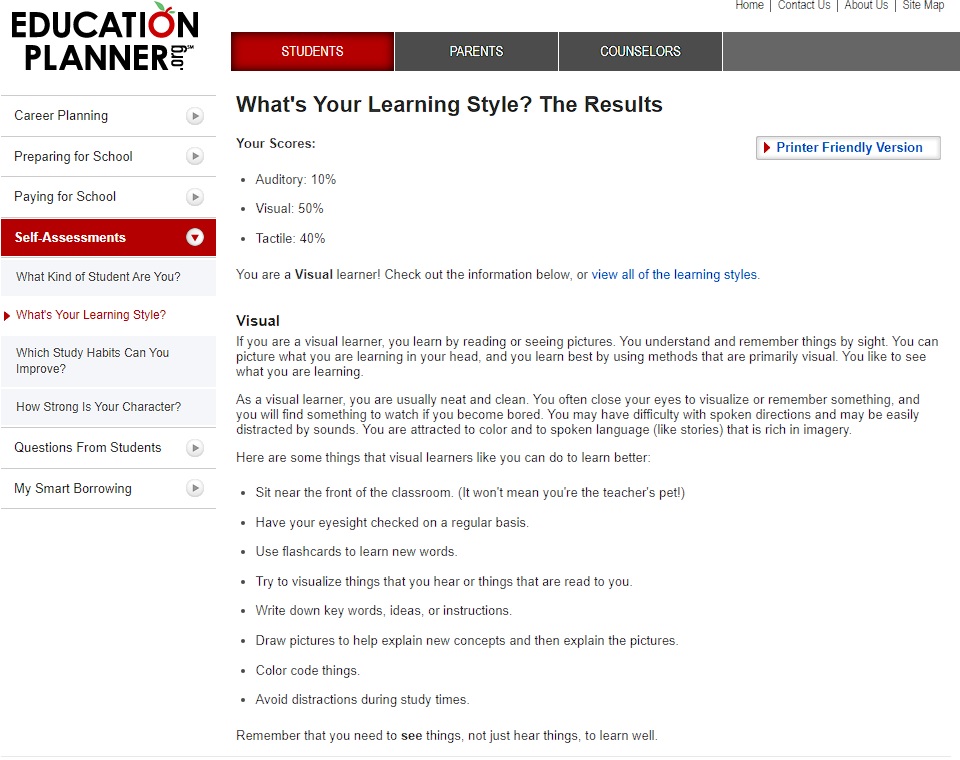 EDUCATION
PLANNER.org℠
Home | Contact Us | About Us | Site Map
STUDENTS PARENTS COUNSELORS
Career Planning
Preparing for School
Paying for School
Self-Assessments
What Kind of Student Are You?
What's Your Learning Style?
Which Study Habits Can You
Improve?
How Strong Is Your Character?
Questions From Students
My Smart Borrowing
What's Your Learning Style? The Results
Your Scores:
Printer Friendly Version
• Auditory: 10%
• Visual: 50%
• Tactile: 40%
You are a Visual learner! Check out the information below, or view all of the learning styles.
Visual
If you are a visual learner, you learn by reading or seeing pictures. You understand and remember things by sight. You can
picture what you are learning in your head, and you learn best by using methods that are primarily visual. You like to see
what you are learning.
As a visual learner, you are usually neat and clean. You often close your eyes to visualize or remember something, and
you will find something to watch if you become bored. You may have difficulty with spoken directions and may be easily
distracted by sounds. You are attracted to color and to spoken language (like stories) that is rich in imagery.
Here are some things that visual learners like you can do to learn better:
• Sit near the front of the classroom. (It won't mean you're the teacher's pet!)
• Have your eyesight checked on a regular basis.
• Use flashcards to learn new words.
• Try to visualize things that you hear or things that are read to you.
• Write down key words, ideas, or instructions.
• Draw pictures to help explain new concepts and then explain the pictures.
• Color code things.
• Avoid distractions during study times.
Remember that you need to see things, not just hear things, to learn well.